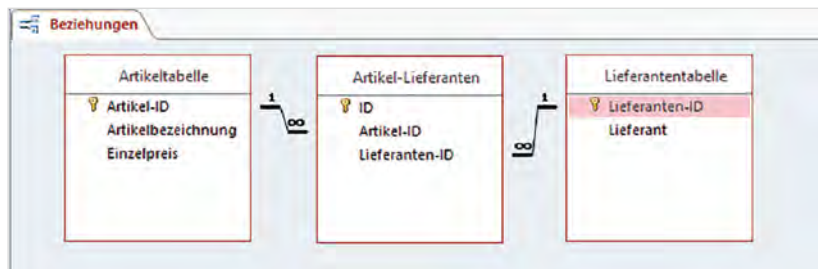 Beziehungen
Artikeltabelle
Artikel-ID
Artikelbezeichnung
Einzelpreis
1
∞
Artikel-Lieferanten
ID
Artikel-ID
Lieferanten-ID
1
∞
Lieferantentabelle
Lieferanten-ID
Lieferant